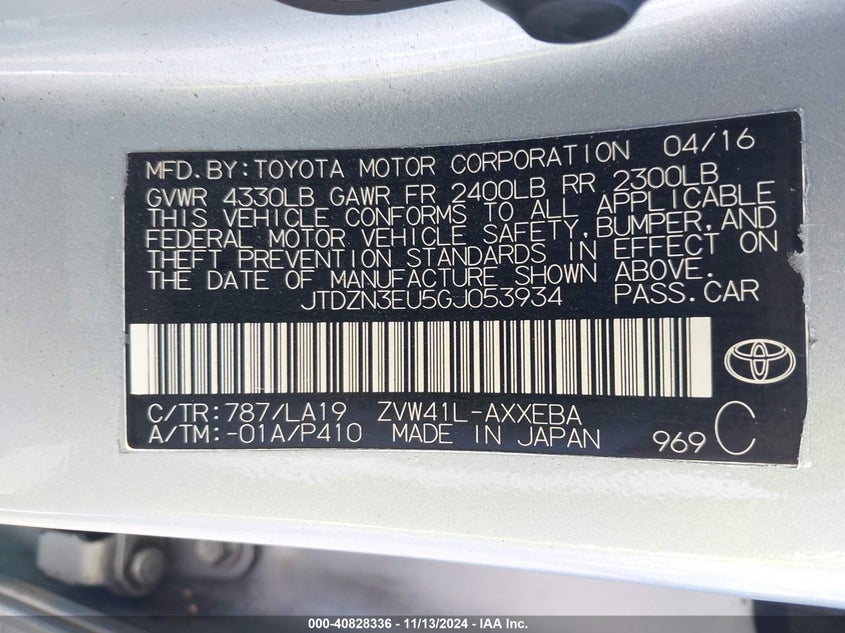 MFD.BY:TOYOTA MOTOR CORPORATION 04/16
GVWR 4330LB GAWR FR 2400LB RR 2300LB
THIS VEHICLE CONFORMS TO ALL APPLICABLE
FEDERAL MOTOR VEHICLE SAFETY,BUMPER,AND
THEFT PREVENTION STANDARDS IN EFFECT ON
THE DATE OF MANUFACTURE SHOWN ABOVE.
JTDZN3EU5GJ053934 PASS.CAR
C/TR:787/LA19 ZVW41L-AXXEBA
A/TM:-01A/P410 MADE IN JAPAN 969 C
000-40828336 - 11/13/2024 - IAA Inc.